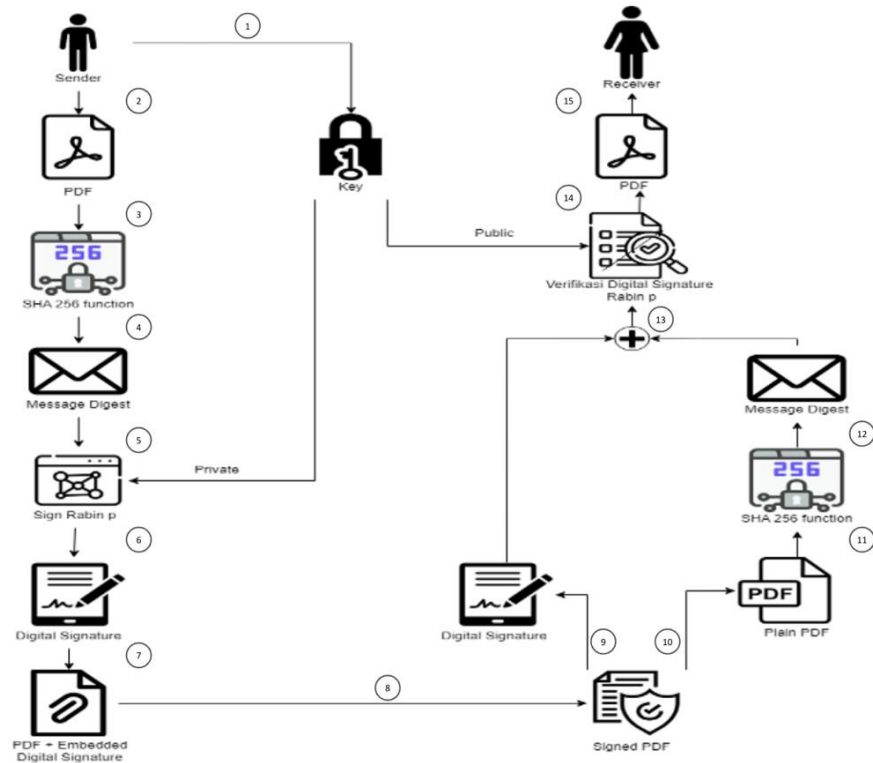 1
Sender
2
PDF
3
256
SHA 256 function
4
Message Digest
5
Sign Rabin p
6
Digital Signature
7
PDF + Embedded
Digital Signature
Key
Private
Public
8
Receiver
15
PDF
14
Verifikasi Digital Signature
Rabin p
13
Message Digest
12
256
SHA 256 function
11
PDF
Plain PDF
Digital Signature
9
10
Signed PDF